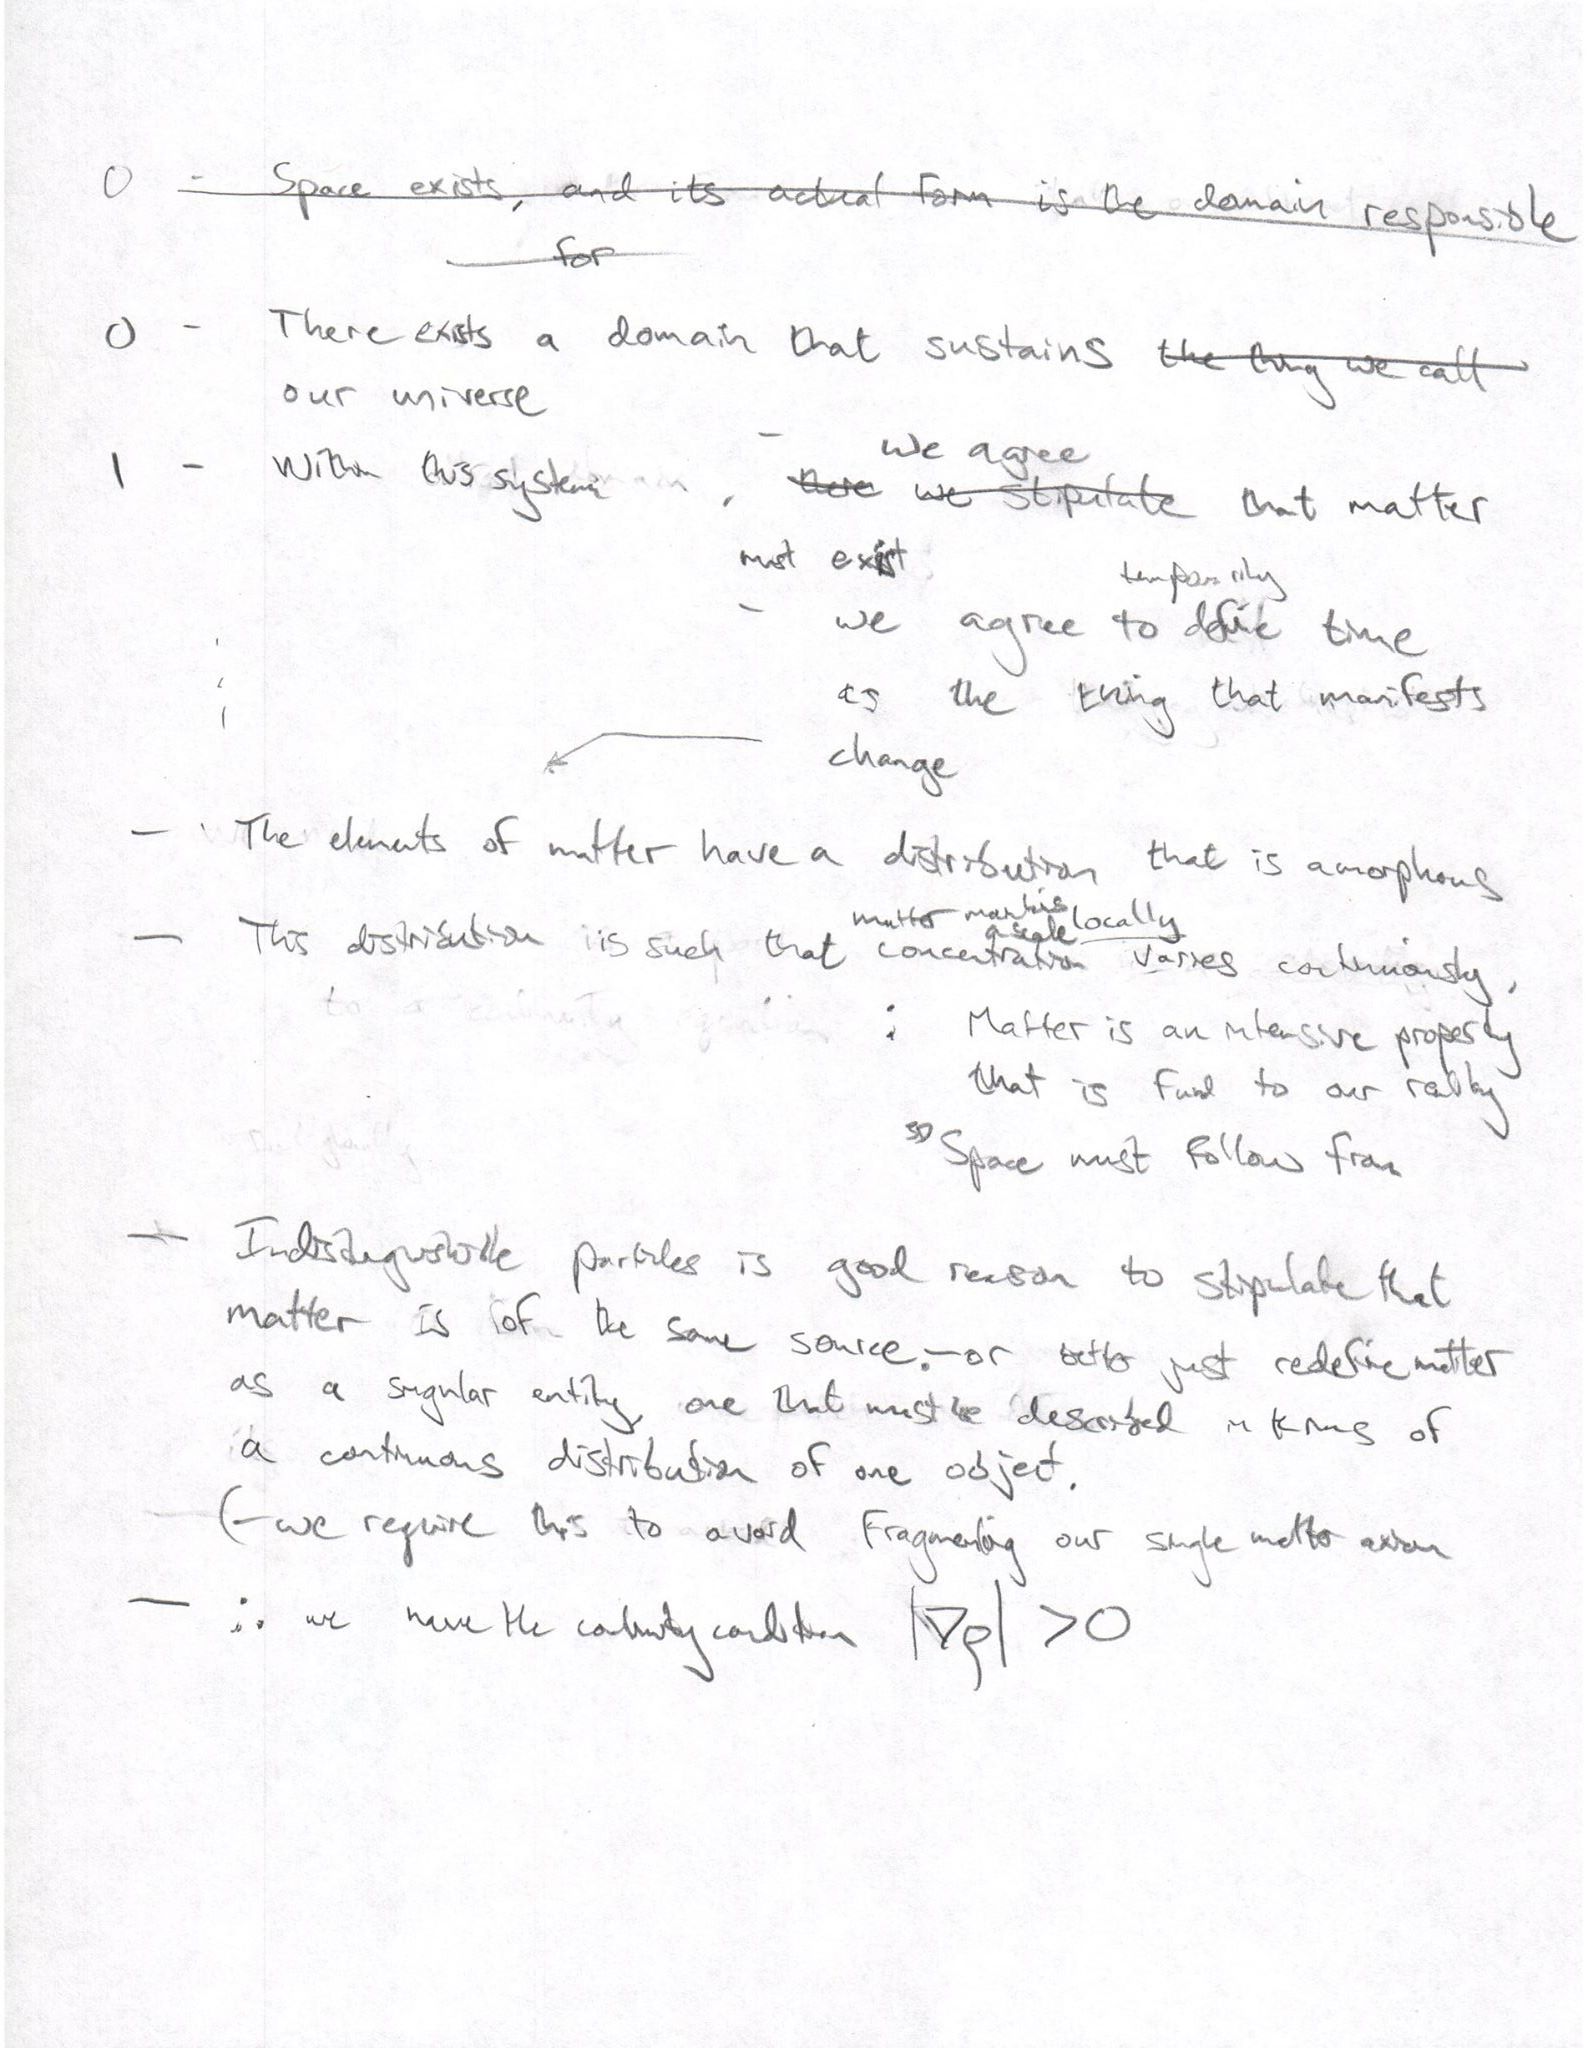 0 - Space exists, and its actual form is the domain responsible
for
0 - There exists a domain that sustains the thing we call
our universe
- we agree
1 - Within this system , there we stipulate that matter
must exist
temporarily
- we agree to define time
as the thing that manifests
change
- The elements of matter have a distribution that is amorphous
matter locally
- This distribution is such that concentration varies continuously,
: Matter is an intensive property
that is fund to our reality
3D Space must follow from
- Indistinguishible particles is good reason to stipulate that
matter is of the same source. - or just redefine matter
as a singular entity, one that must be described in terms of
a continuous distribution of one object.
(- we require this to avoid fragmenting our single matter axiom
- ∴ we have the continuity condition |∇ρ| > 0